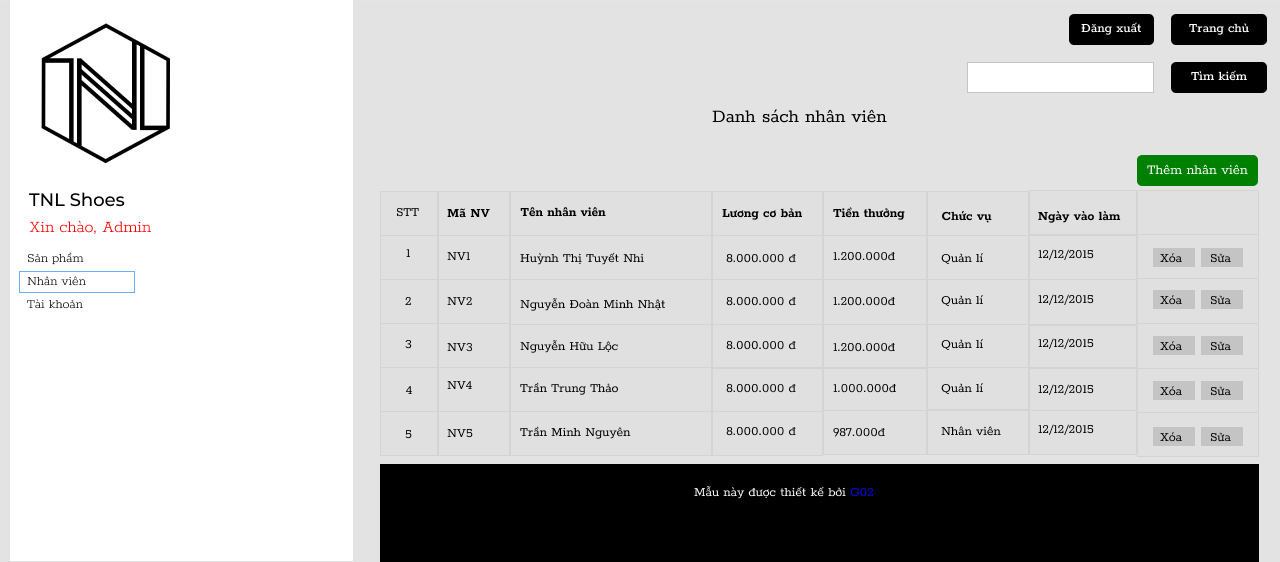 Đăng xuất Trang chủ
Tìm kiếm
Danh sách nhân viên
Thêm nhân viên
TNL Shoes
Xin chào, Admin
Sản phẩm
Nhân viên
Tài khoản
STT Mã NV Tên nhân viên Lương cơ bản Tiền thưởng Chức vụ Ngày vào làm
1 NV1 Huỳnh Thị Tuyết Nhi 8.000.000 đ 1.200.000đ Quản lí 12/12/2015 Xóa Sửa
2 NV2 Nguyễn Đoàn Minh Nhật 8.000.000 đ 1.200.000đ Quản lí 12/12/2015 Xóa Sửa
3 NV3 Nguyễn Hữu Lộc 8.000.000 đ 1.200.000đ Quản lí 12/12/2015 Xóa Sửa
4 NV4 Trần Trung Thảo 8.000.000 đ 1.000.000đ Quản lí 12/12/2015 Xóa Sửa
5 NV5 Trần Minh Nguyên 8.000.000 đ 987.000đ Nhân viên 12/12/2015 Xóa Sửa
Mẫu này được thiết kế bởi G02